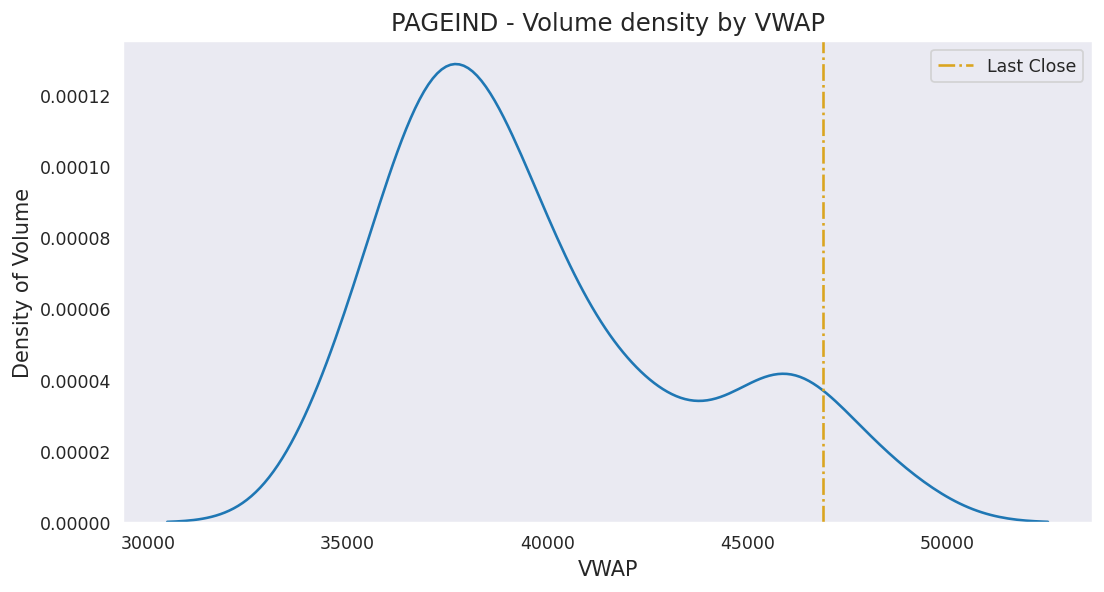 PAGEIND - Volume density by VWAP
Last Close
Density of Volume
0.00012
0.00010
0.00008
0.00006
0.00004
0.00002
0.00000
30000 35000 40000 45000 50000
VWAP